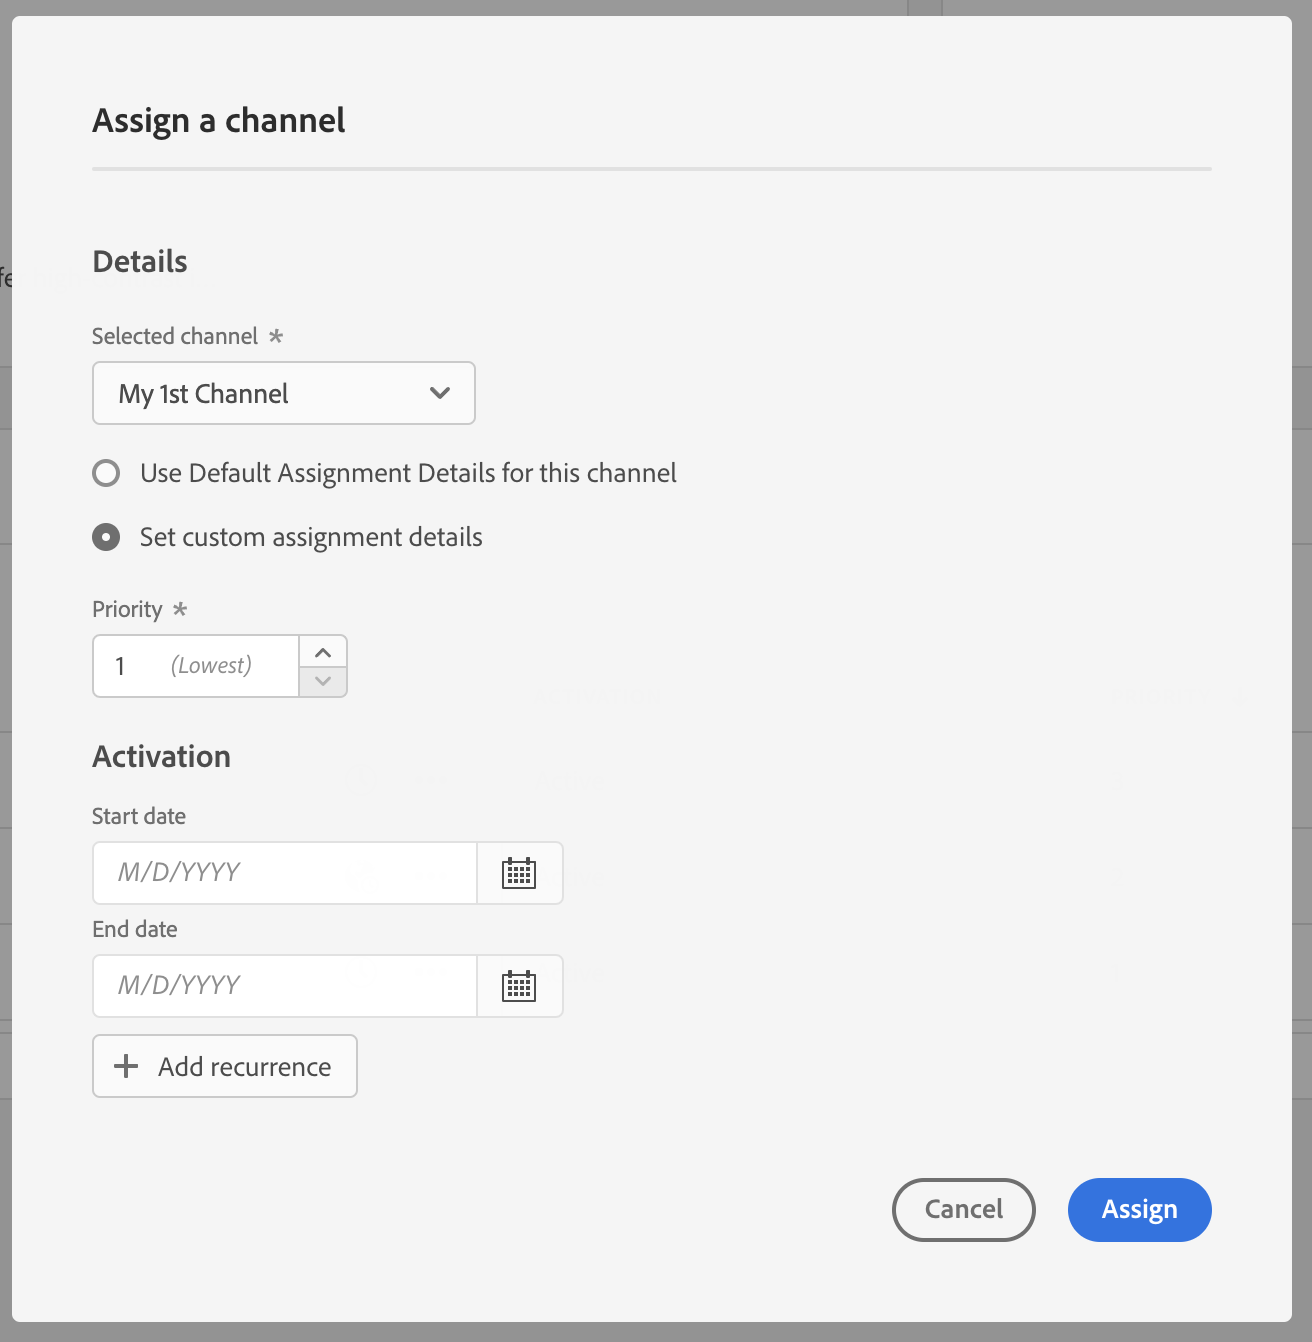 Assign a channel
Details
fe
Selected channel *
My 1st Channel
Use Default Assignment Details for this channel
Set custom assignment details
Priority *
1 (Lowest)
Activation
Start date
M/D/YYYY
End date
M/D/YYYY
+ Add recurrence
Cancel Assign